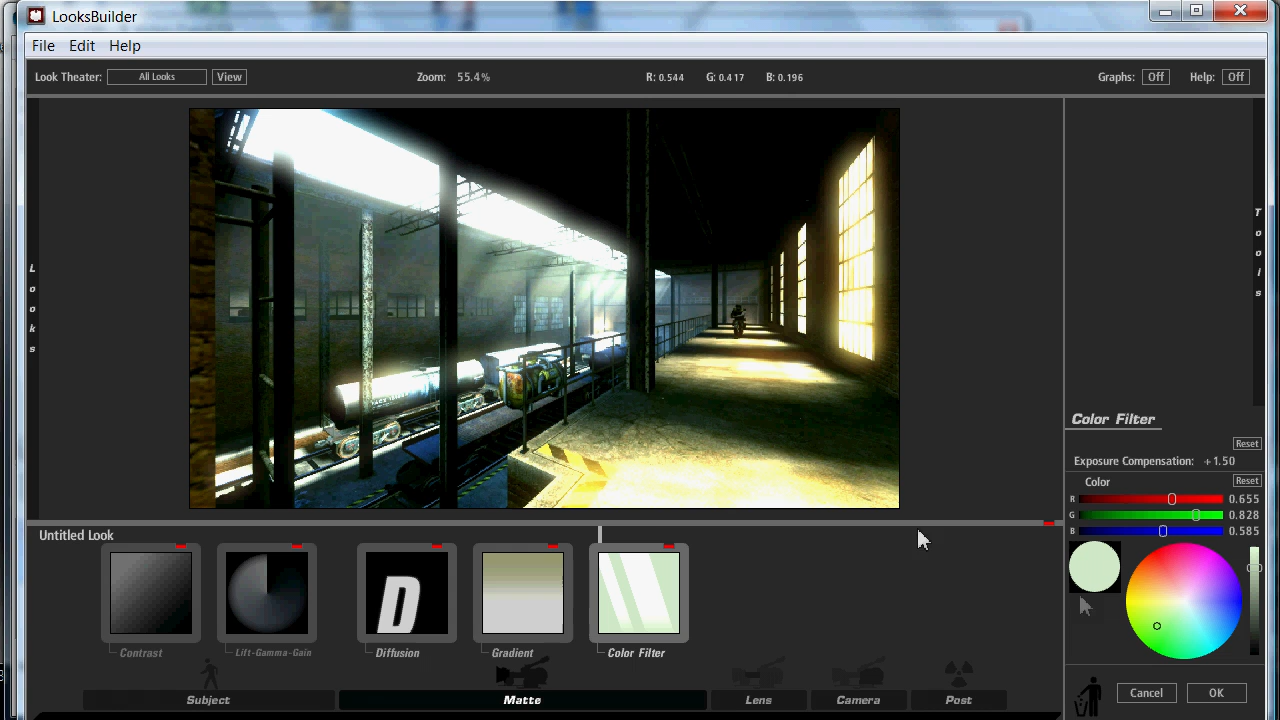 LooksBuilder
File Edit Help
Look Theater: All Looks View Zoom: 55.4% R: 0.544 G: 0.417 B: 0.196 Graphs: Off Help: Off
Looks
Tools
Color Filter
Reset
Exposure Compensation: +1.50
Color Reset
R 0.655
G 0.828
B 0.585
Untitled Look
D
Contrast Lift-Gamma-Gain Diffusion Gradient Color Filter
Subject Matte Lens Camera Post
Cancel OK